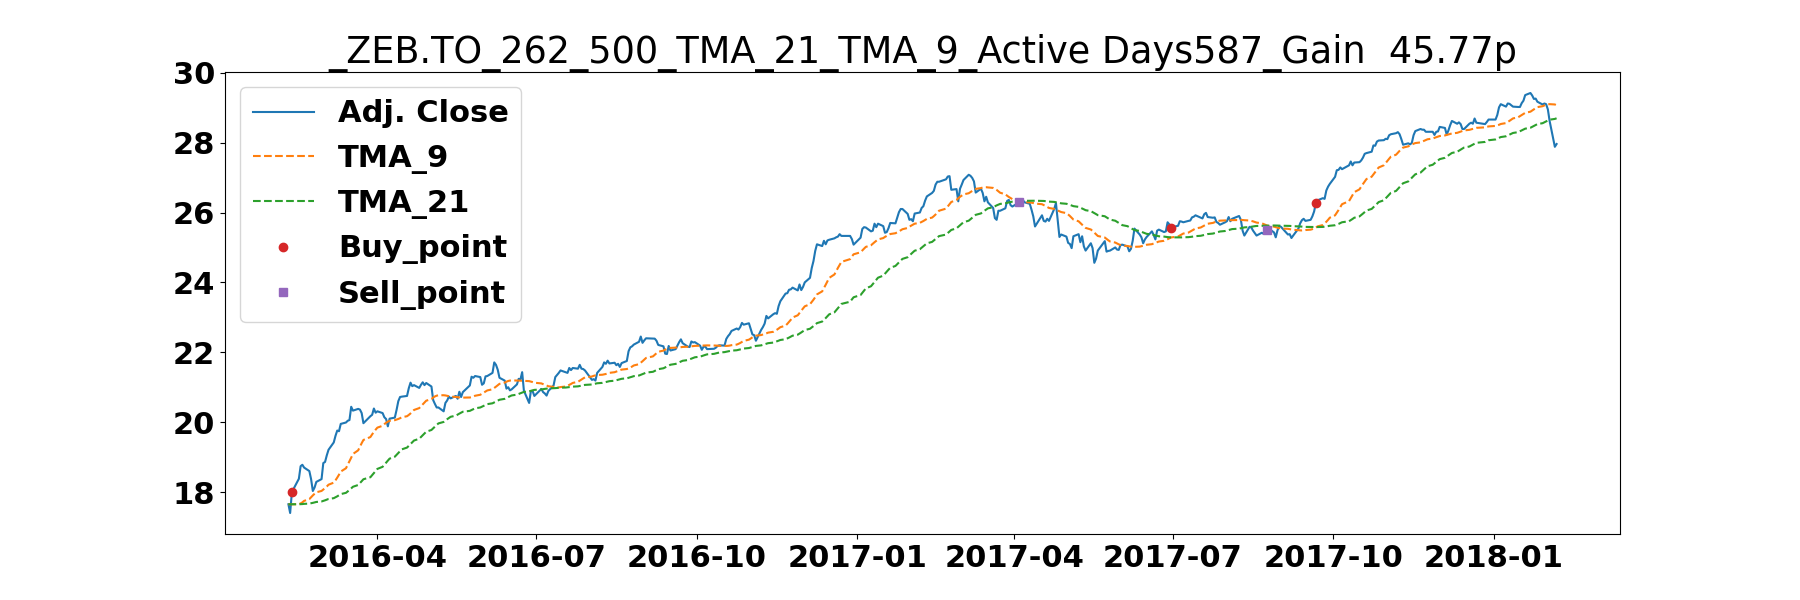 _ZEB.TO_262_500_TMA_21_TMA_9_Active Days587_Gain  45.77p
30
28
26
24
22
20
18
Adj. Close
TMA_9
TMA_21
Buy_point
Sell_point
2016-04 2016-07 2016-10 2017-01 2017-04 2017-07 2017-10 2018-01